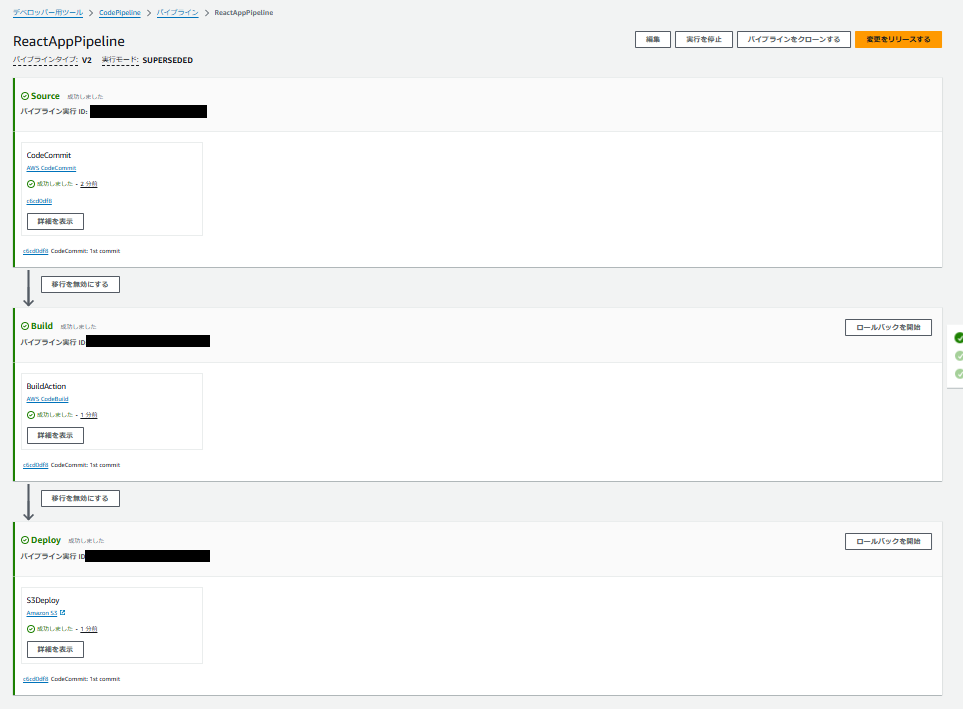 デベロッパー用ツール > CodePipeline > パイプライン > ReactAppPipeline
ReactAppPipeline
編集 実行を停止 パイプラインをクローンする 変更をリリースする
パイプラインタイプ: V2 実行モード: SUPERSEDED
Source 成功しました
パイプライン実行 ID:
CodeCommit
AWS CodeCommit
成功しました - 2 分前
c6cd0df8
詳細を表示
c6cd0df8 CodeCommit: 1st commit
移行を無効にする
Build 成功しました
ロールバックを開始
パイプライン実行 ID
BuildAction
AWS CodeBuild
成功しました - 1 分前
詳細を表示
c6cd0df8 CodeCommit: 1st commit
移行を無効にする
Deploy 成功しました
ロールバックを開始
パイプライン実行 ID
S3Deploy
Amazon S3
成功しました - 1 分前
詳細を表示
c6cd0df8 CodeCommit: 1st commit